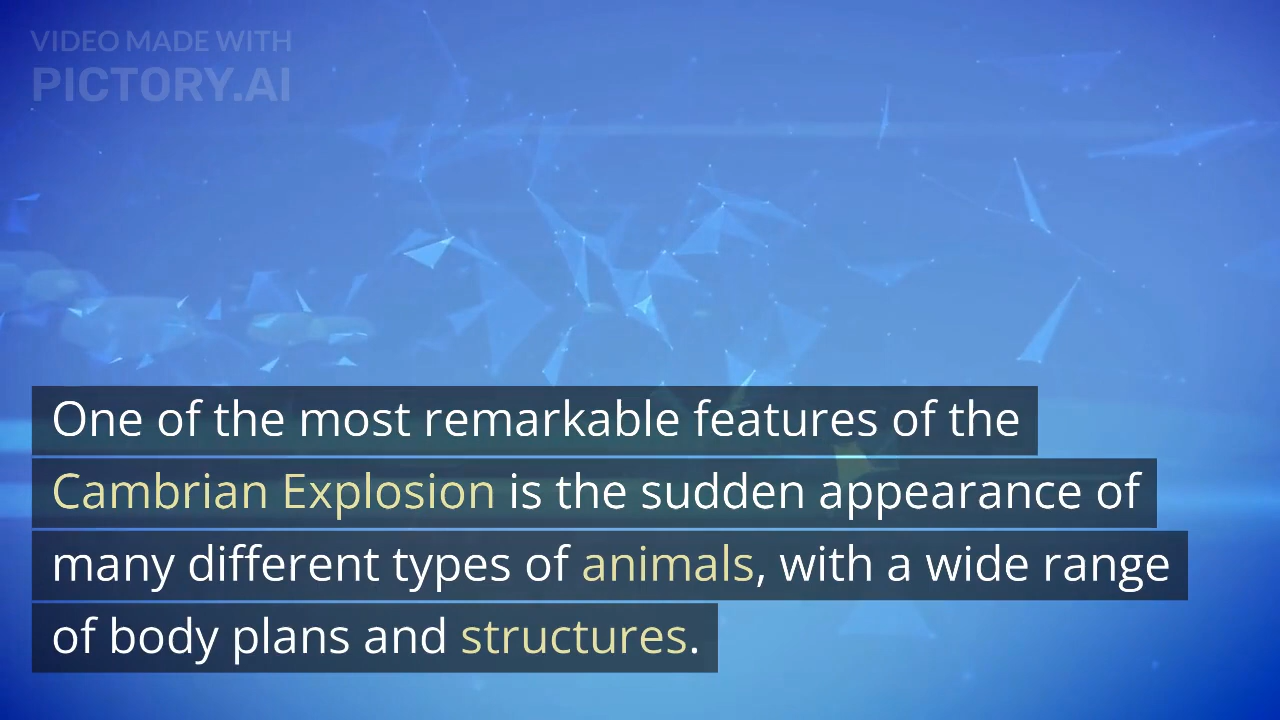 VIDEO MADE WITH
PICTORY.AI
One of the most remarkable features of the
Cambrian Explosion is the sudden appearance of
many different types of animals, with a wide range
of body plans and structures.